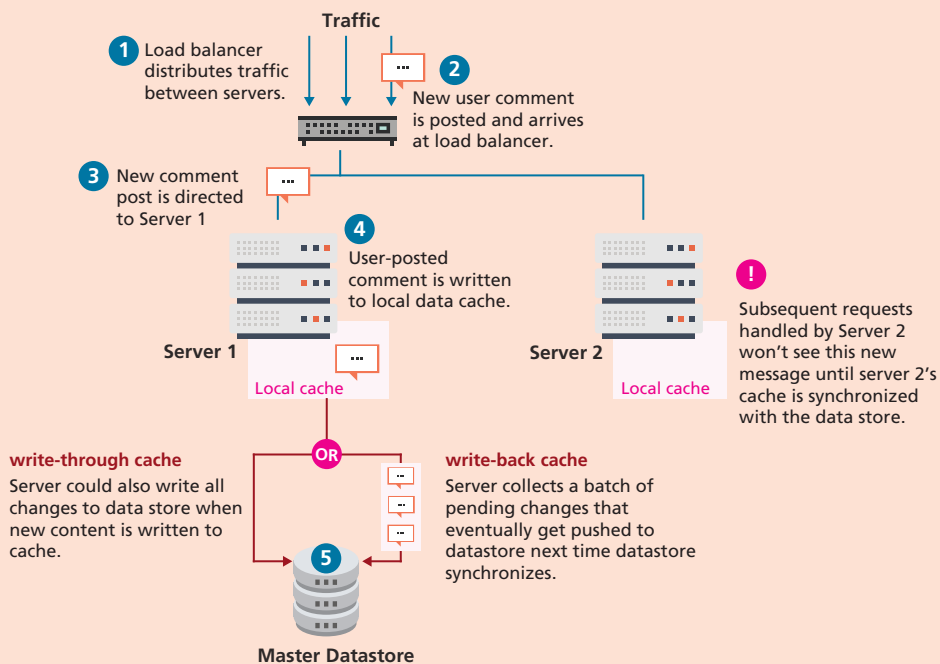 Traffic
1
Load balancer
distributes traffic
between servers.
...
2
New user comment
is posted and arrives
at load balancer.
3
New comment
post is directed
to Server 1
...
4
User-posted
comment is written
to local data cache.
Server 1
...
Local cache
Server 2
Local cache
!
Subsequent requests
handled by Server 2
won’t see this new
message until server 2’s
cache is synchronized
with the data store.
OR
write-through cache
Server could also write all
changes to data store when
new content is written to
cache.
...
...
...
write-back cache
Server collects a batch of
pending changes that
eventually get pushed to
datastore next time datastore
synchronizes.
5
Master Datastore